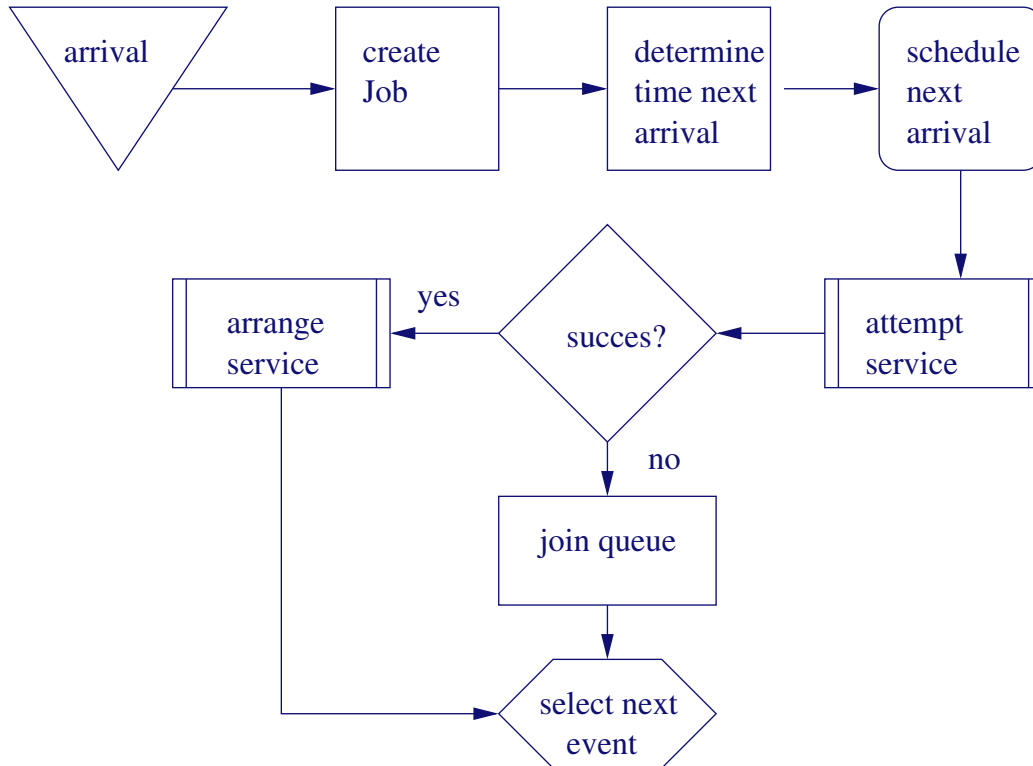 arrival
create
Job
determine
time next
arrival
schedule
next
arrival
yes
arrange
service
succes?
attempt
service
no
join queue
select next
event